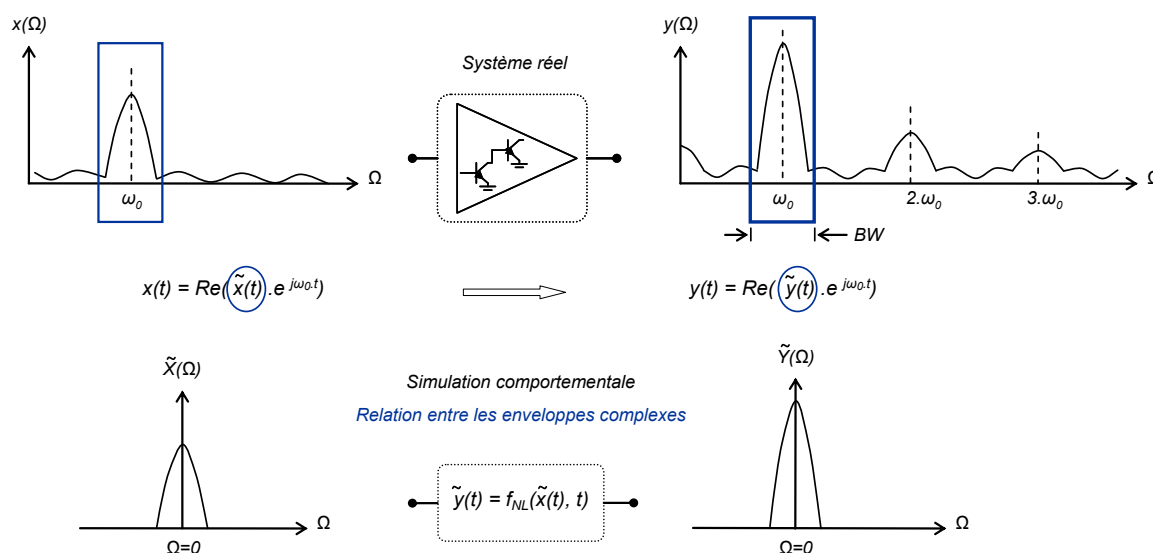 x(Ω)
Ω
ω0
Système réel
y(Ω)
Ω
ω0
2.ω0
3.ω0
BW
x(t) = Re( x̃(t) .e jω0.t)
y(t) = Re( ỹ(t) .e jω0.t)
X̃(Ω)
Ω
Ω=0
Simulation comportementale
Relation entre les enveloppes complexes
ỹ(t) = fNL(x̃(t), t)
Ỹ(Ω)
Ω
Ω=0